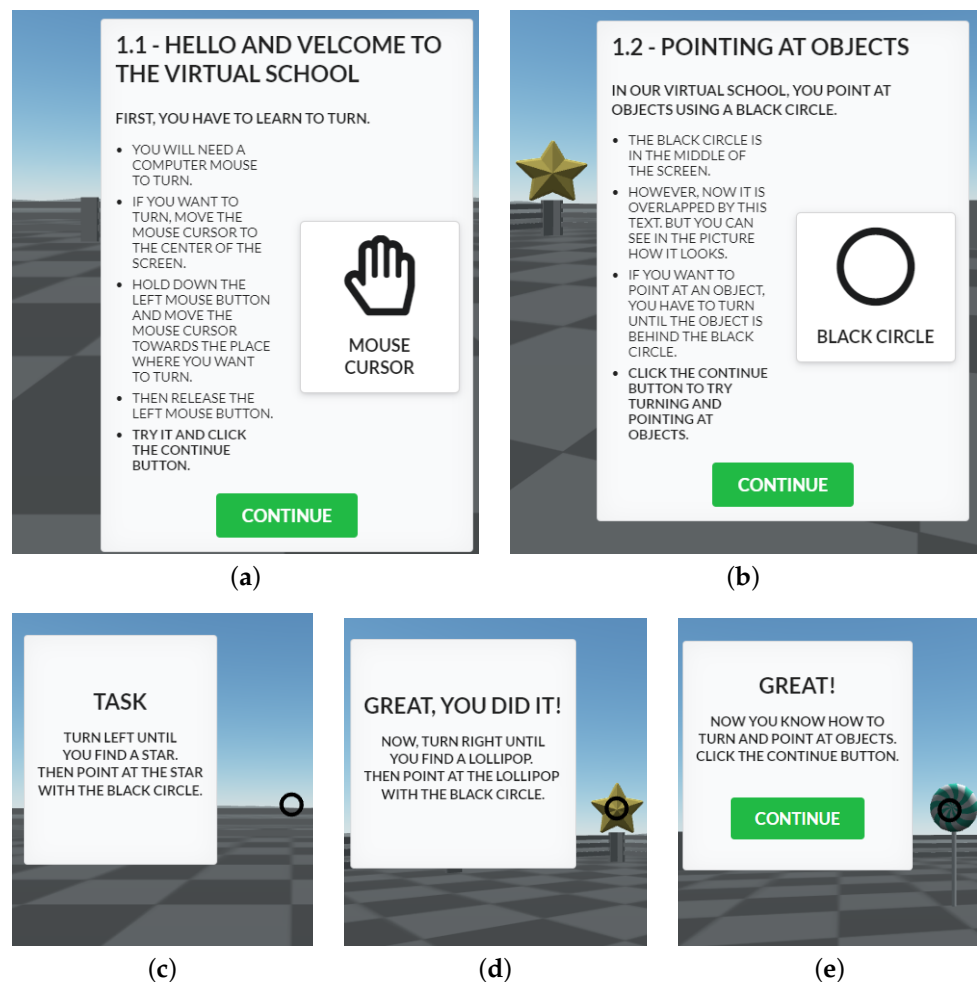 1.1 - HELLO AND VELCOME TO
THE VIRTUAL SCHOOL
FIRST, YOU HAVE TO LEARN TO TURN.
• YOU WILL NEED A
COMPUTER MOUSE
TO TURN.
• IF YOU WANT TO
TURN, MOVE THE
MOUSE CURSOR TO
THE CENTER OF THE
SCREEN.
• HOLD DOWN THE
LEFT MOUSE BUTTON
AND MOVE THE
MOUSE CURSOR
TOWARDS THE PLACE
WHERE YOU WANT
TO TURN.
• THEN RELEASE THE
LEFT MOUSE BUTTON.
• TRY IT AND CLICK
THE CONTINUE
BUTTON.
MOUSE
CURSOR
CONTINUE
(a)
1.2 - POINTING AT OBJECTS
IN OUR VIRTUAL SCHOOL, YOU POINT AT
OBJECTS USING A BLACK CIRCLE.
• THE BLACK CIRCLE IS
IN THE MIDDLE OF
THE SCREEN.
• HOWEVER, NOW IT IS
OVERLAPPED BY THIS
TEXT. BUT YOU CAN
SEE IN THE PICTURE
HOW IT LOOKS.
• IF YOU WANT TO
POINT AT AN OBJECT,
YOU HAVE TO TURN
UNTIL THE OBJECT IS
BEHIND THE BLACK
CIRCLE.
• CLICK THE CONTINUE
BUTTON TO TRY
TURNING AND
POINTING AT
OBJECTS.
BLACK CIRCLE
CONTINUE
(b)
TASK
TURN LEFT UNTIL
YOU FIND A STAR.
THEN POINT AT THE STAR
WITH THE BLACK CIRCLE.
(c)
GREAT, YOU DID IT!
NOW, TURN RIGHT UNTIL
YOU FIND A LOLLIPOP.
THEN POINT AT THE LOLLIPOP
WITH THE BLACK CIRCLE.
(d)
GREAT!
NOW YOU KNOW HOW TO
TURN AND POINT AT OBJECTS.
CLICK THE CONTINUE BUTTON.
CONTINUE
(e)